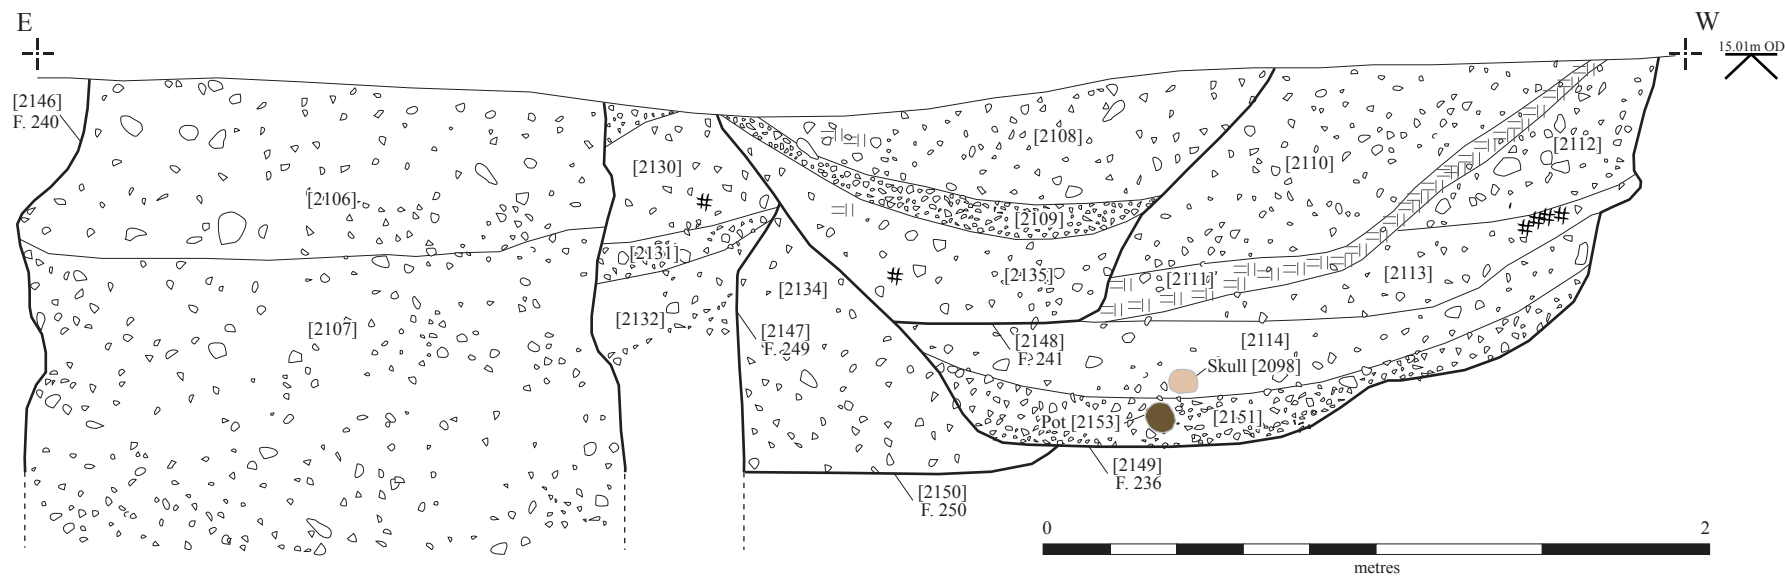 E
W
15.01m OD
[2146]
F. 240
[2106]
[2107]
[2130]
[2131]
[2132]
[2134]
[2147]
F. 249
[2108]
[2109]
[2135]
[2148]
F. 241
[2110]
[2111]
[2112]
[2113]
[2114]
Skull [2098]
Pot [2153]
[2151]
[2149]
F. 236
[2150]
F. 250
0
2
metres